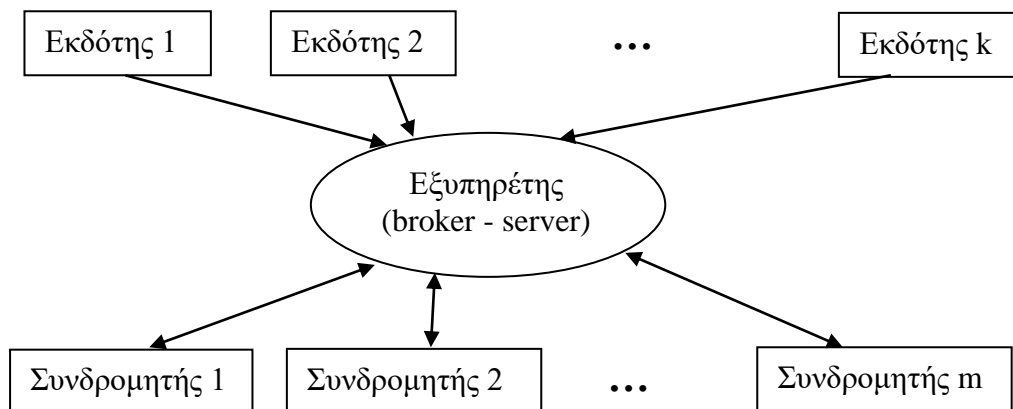 Εκδότης 1
Εκδότης 2
...
Εκδότης k
Εξυπηρέτης
(broker - server)
Συνδρομητής 1
Συνδρομητής 2
...
Συνδρομητής m